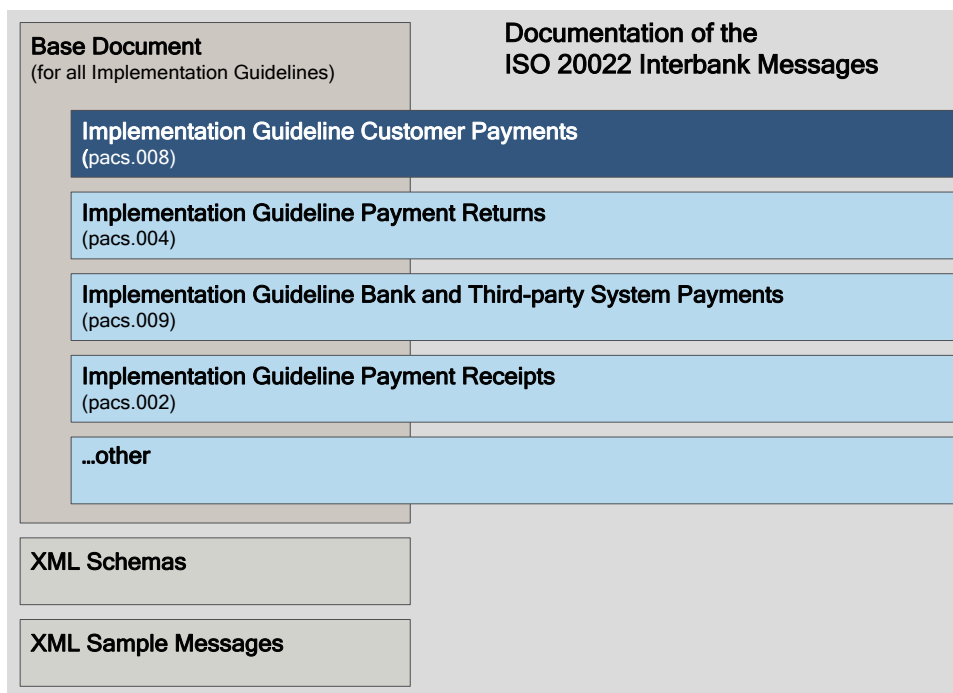 Base Document
(for all Implementation Guidelines)
Documentation of the
ISO 20022 Interbank Messages
Implementation Guideline Customer Payments
(pacs.008)
Implementation Guideline Payment Returns
(pacs.004)
Implementation Guideline Bank and Third-party System Payments
(pacs.009)
Implementation Guideline Payment Receipts
(pacs.002)
…other
XML Schemas
XML Sample Messages